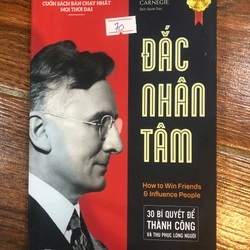 CUỐN SÁCH BÁN CHẠY NHẤT
MỌI THỜI ĐẠI
CARNEGIE
70
ĐẮC
NHÂN
TÂM
How to Win Friends
& Influence People
30 BÍ QUYẾT ĐỂ
THÀNH CÔNG
VÀ THU PHỤC LÒNG NGƯỜI